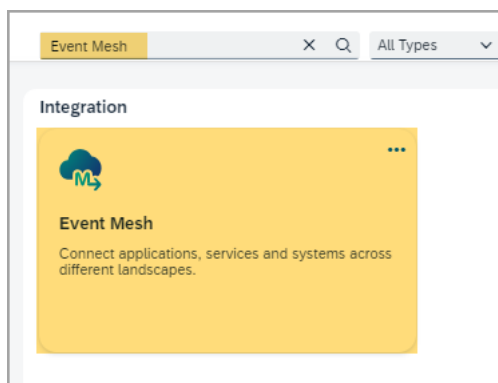 Event Mesh
All Types
Integration
Event Mesh
Connect applications, services and systems across
different landscapes.